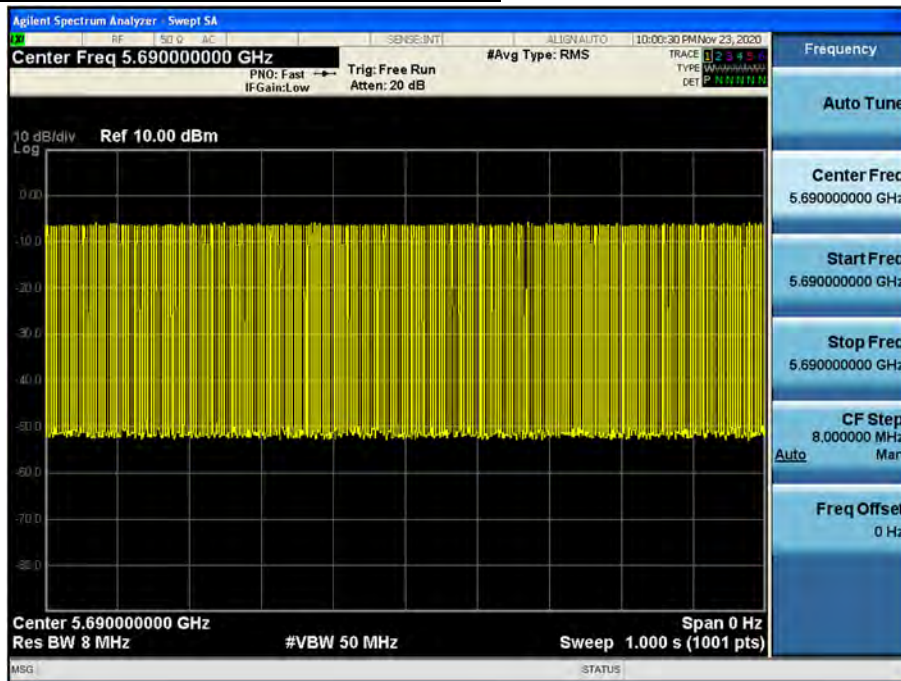 Agilent Spectrum Analyzer - Swept SA
RF 50 Ω AC SENSE:INT ALIGNAUTO 10:00:30 PM Nov 23, 2020
Center Freq 5.690000000 GHz
#Avg Type: RMS
TRACE 1 2 3 4 5 6
PNO: Fast
Trig: Free Run
TYPE
IFGain:Low
Atten: 20 dB
DET P N N N N N
10 dB/div Ref 10.00 dBm
Log
0.00
-10.0
-20.0
-30.0
-40.0
-50.0
-60.0
-70.0
-80.0
Center 5.690000000 GHz Span 0 Hz
Res BW 8 MHz #VBW 50 MHz Sweep 1.000 s (1001 pts)
MSG STATUS
Frequency
Auto Tune
Center Freq
5.690000000 GHz
Start Freq
5.690000000 GHz
Stop Freq
5.690000000 GHz
CF Step
8.000000 MHz
Auto Man
Freq Offset
0 Hz